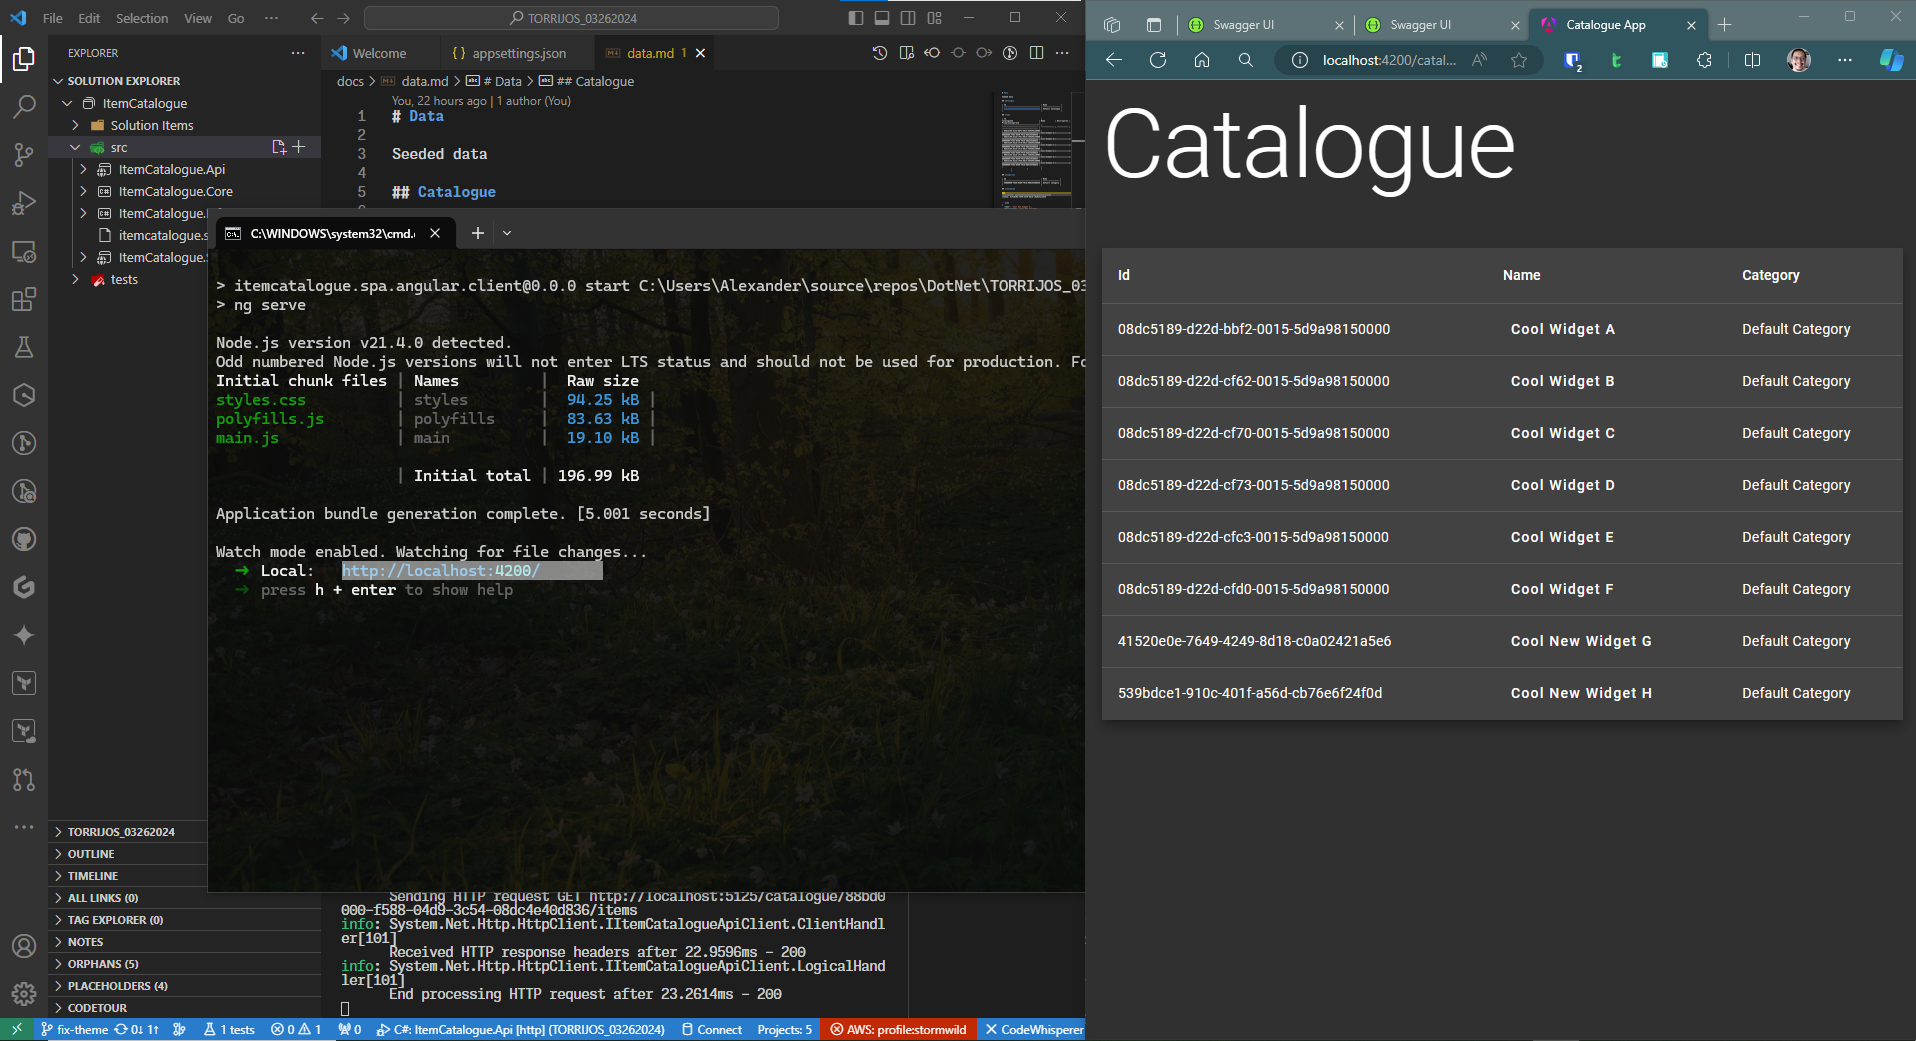 File Edit Selection View Go ···
TORRIJOS_03262024
EXPLORER
SOLUTION EXPLORER
ItemCatalogue
Solution Items
src
ItemCatalogue.Api
ItemCatalogue.Core
ItemCatalogue.
itemcatalogue.s
ItemCatalogue.
tests
TORRIJOS_03262024
OUTLINE
TIMELINE
ALL LINKS (0)
TAG EXPLORER (0)
NOTES
ORPHANS (5)
PLACEHOLDERS (4)
CODETOUR
Welcome
{} appsettings.json
data.md 1
docs > data.md > # Data > ## Catalogue
You, 22 hours ago | 1 author (You)
1 # Data
2
3 Seeded data
4
5 ## Catalogue
C:\WINDOWS\system32\cmd.
> itemcatalogue.spa.angular.client@0.0.0 start C:\Users\Alexander\source\repos\DotNet\TORRIJOS_03
> ng serve
Node.js version v21.4.0 detected.
Odd numbered Node.js versions will not enter LTS status and should not be used for production. Fo
Initial chunk files | Names | Raw size
styles.css | styles | 94.25 kB |
polyfills.js | polyfills | 83.63 kB |
main.js | main | 19.10 kB |
| Initial total | 196.99 kB
Application bundle generation complete. [5.001 seconds]
Watch mode enabled. Watching for file changes...
➜ Local: http://localhost:4200/
➜ press h + enter to show help
Sending HTTP request GET http://localhost:5125/catalogue/88bd0
000-f588-04d9-3c54-08dc4e40d836/items
info: System.Net.Http.HttpClient.IItemCatalogueApiClient.ClientHandl
er[101]
Received HTTP response headers after 22.9596ms - 200
info: System.Net.Http.HttpClient.IItemCatalogueApiClient.LogicalHand
ler[101]
End processing HTTP request after 23.2614ms - 200
fix-theme 0↓ 1↑ 1 tests 0 1 0 C#: ItemCatalogue.Api [http] (TORRIJOS_03262024) Connect Projects: 5 AWS: profile:stormwild CodeWhisperer
Swagger UI
Swagger UI
Catalogue App
localhost:4200/catal...
2
Catalogue
Id Name Category
08dc5189-d22d-bbf2-0015-5d9a98150000 Cool Widget A Default Category
08dc5189-d22d-cf62-0015-5d9a98150000 Cool Widget B Default Category
08dc5189-d22d-cf70-0015-5d9a98150000 Cool Widget C Default Category
08dc5189-d22d-cf73-0015-5d9a98150000 Cool Widget D Default Category
08dc5189-d22d-cfc3-0015-5d9a98150000 Cool Widget E Default Category
08dc5189-d22d-cfd0-0015-5d9a98150000 Cool Widget F Default Category
41520e0e-7649-4249-8d18-c0a02421a5e6 Cool New Widget G Default Category
539bdce1-910c-401f-a56d-cb76e6f24f0d Cool New Widget H Default Category